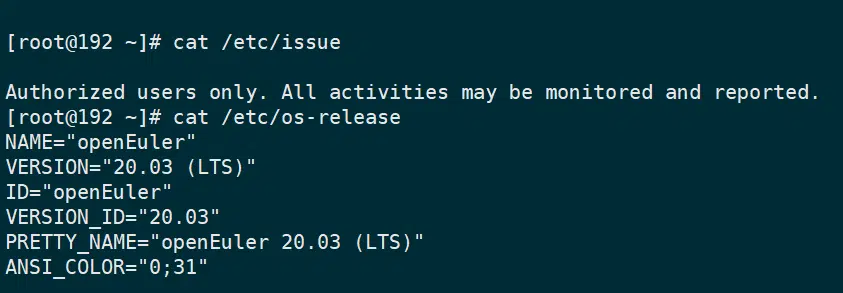 [root@192 ~]# cat /etc/issue
Authorized users only. All activities may be monitored and reported.
[root@192 ~]# cat /etc/os-release
NAME="openEuler"
VERSION="20.03 (LTS)"
ID="openEuler"
VERSION_ID="20.03"
PRETTY_NAME="openEuler 20.03 (LTS)"
ANSI_COLOR="0;31"